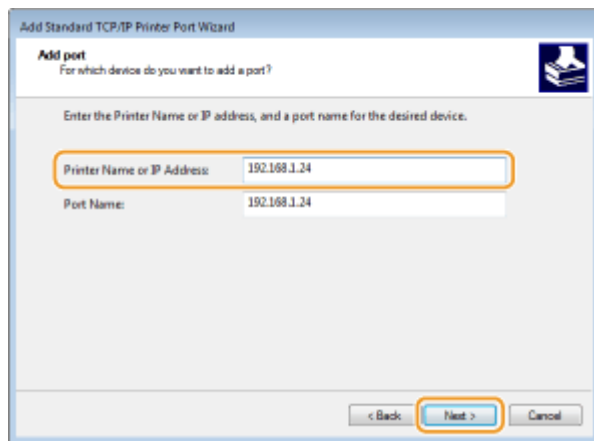 Add Standard TCP/IP Printer Port Wizard
Add port
For which device do you want to add a port?
Enter the Printer Name or IP address, and a port name for the desired device.
Printer Name or IP Address: 192.168.1.24
Port Name: 192.168.1.24
< Back Next > Cancel